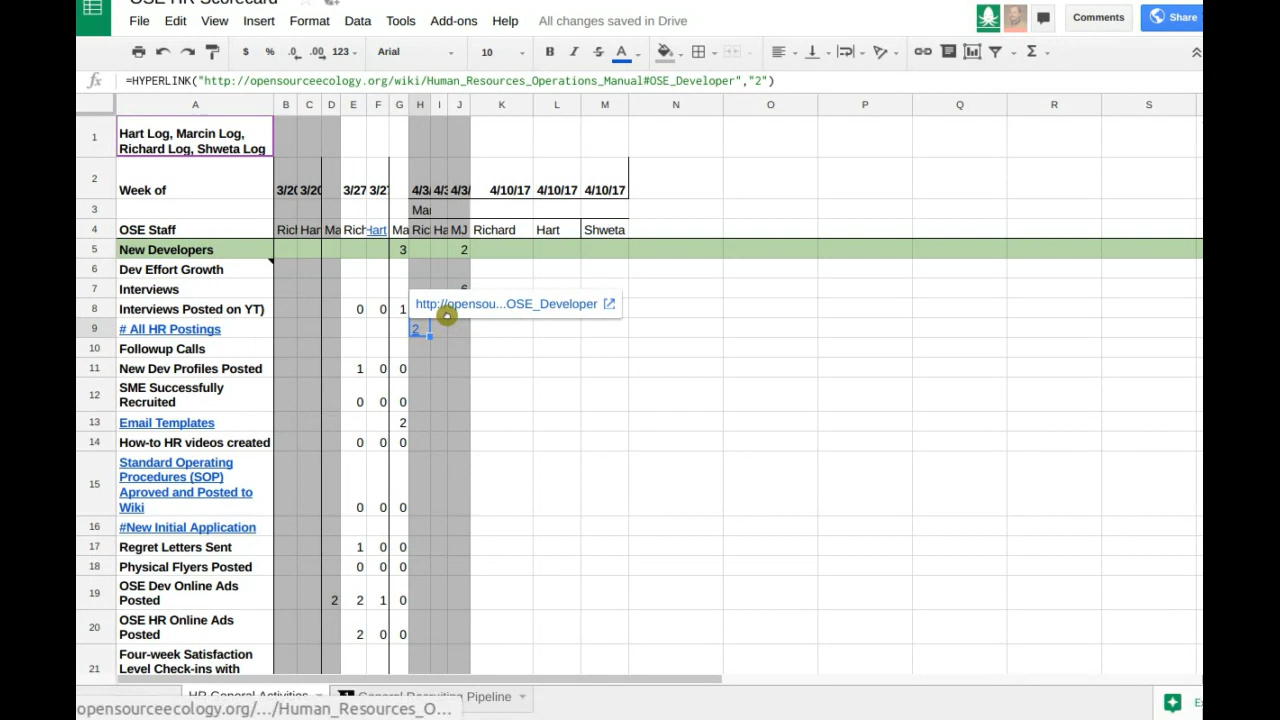 OSE HR Scorecard
File Edit View Insert Format Data Tools Add-ons Help All changes saved in Drive
Comments Share
$ % .0 .00 123 Arial 10 B I S A Σ
fx =HYPERLINK("http://opensourceecology.org/wiki/Human_Resources_Operations_Manual#OSE_Developer","2")
A B C D E F G H I J K L M N O P Q R S
1 Hart Log, Marcin Log,
Richard Log, Shweta Log
2 Week of 3/20 3/20 3/27 3/27 4/3/ 4/3 4/3/ 4/10/17 4/10/17 4/10/17
3 Mar
4 OSE Staff Rich Har Ma Rich Hart Ma Ric Ha MJ Richard Hart Shweta
5 New Developers 3 2
6 Dev Effort Growth
7 Interviews
http://opensou...OSE_Developer
8 Interviews Posted on YT) 0 0 1
9 # All HR Postings 2
10 Followup Calls
11 New Dev Profiles Posted 1 0 0
12 SME Successfully
Recruited 0 0 0
13 Email Templates 2
14 How-to HR videos created 0 0 0
15 Standard Operating
Procedures (SOP)
Aproved and Posted to
Wiki 0 0 0
16 #New Initial Application
17 Regret Letters Sent 1 0 0
18 Physical Flyers Posted 0 0 0
19 OSE Dev Online Ads
Posted 2 2 1 0
20 OSE HR Online Ads
Posted 2 0 0
21 Four-week Satisfaction
Level Check-ins with
HR General Activities 1 General Recruiting Pipeline
opensourceecology.org/.../Human_Resources_O...